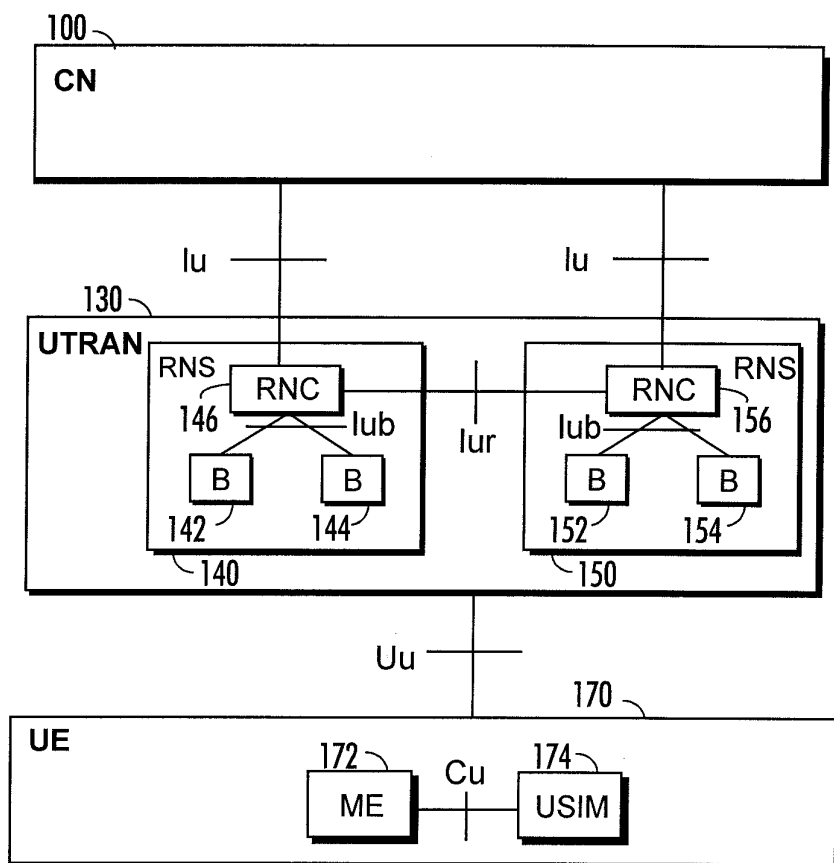 100
CN
Iu
Iu
130
UTRAN
RNS
RNC
146
Iub
B
B
142
144
140
Iur
RNS
RNC
156
Iub
B
B
152
154
150
Uu
170
UE
172
ME
Cu
174
USIM